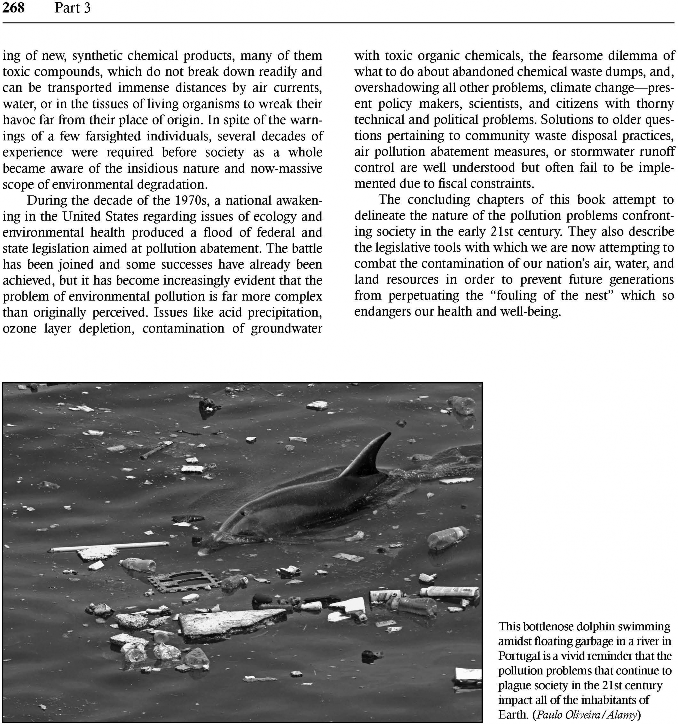 268 Part 3
ing of new, synthetic chemical products, many of them
toxic compounds, which do not break down readily and
can be transported immense distances by air currents,
water, or in the tissues of living organisms to wreak their
havoc far from their place of origin. In spite of the warn-
ings of a few farsighted individuals, several decades of
experience were required before society as a whole
became aware of the insidious nature and now-massive
scope of environmental degradation.
During the decade of the 1970s, a national awaken-
ing in the United States regarding issues of ecology and
environmental health produced a flood of federal and
state legislation aimed at pollution abatement. The battle
has been joined and some successes have already been
achieved, but it has become increasingly evident that the
problem of environmental pollution is far more complex
than originally perceived. Issues like acid precipitation,
ozone layer depletion, contamination of groundwater
with toxic organic chemicals, the fearsome dilemma of
what to do about abandoned chemical waste dumps, and,
overshadowing all other problems, climate change—pres-
ent policy makers, scientists, and citizens with thorny
technical and political problems. Solutions to older ques-
tions pertaining to community waste disposal practices,
air pollution abatement measures, or stormwater runoff
control are well understood but often fail to be imple-
mented due to fiscal constraints.
The concluding chapters of this book attempt to
delineate the nature of the pollution problems confront-
ing society in the early 21st century. They also describe
the legislative tools with which we are now attempting to
combat the contamination of our nation's air, water, and
land resources in order to prevent future generations
from perpetuating the "fouling of the nest" which so
endangers our health and well-being.
This bottlenose dolphin swimming
amidst floating garbage in a river in
Portugal is a vivid reminder that the
pollution problems that continue to
plague society in the 21st century
impact all of the inhabitants of
Earth. (Paulo Oliveira/Alamy)